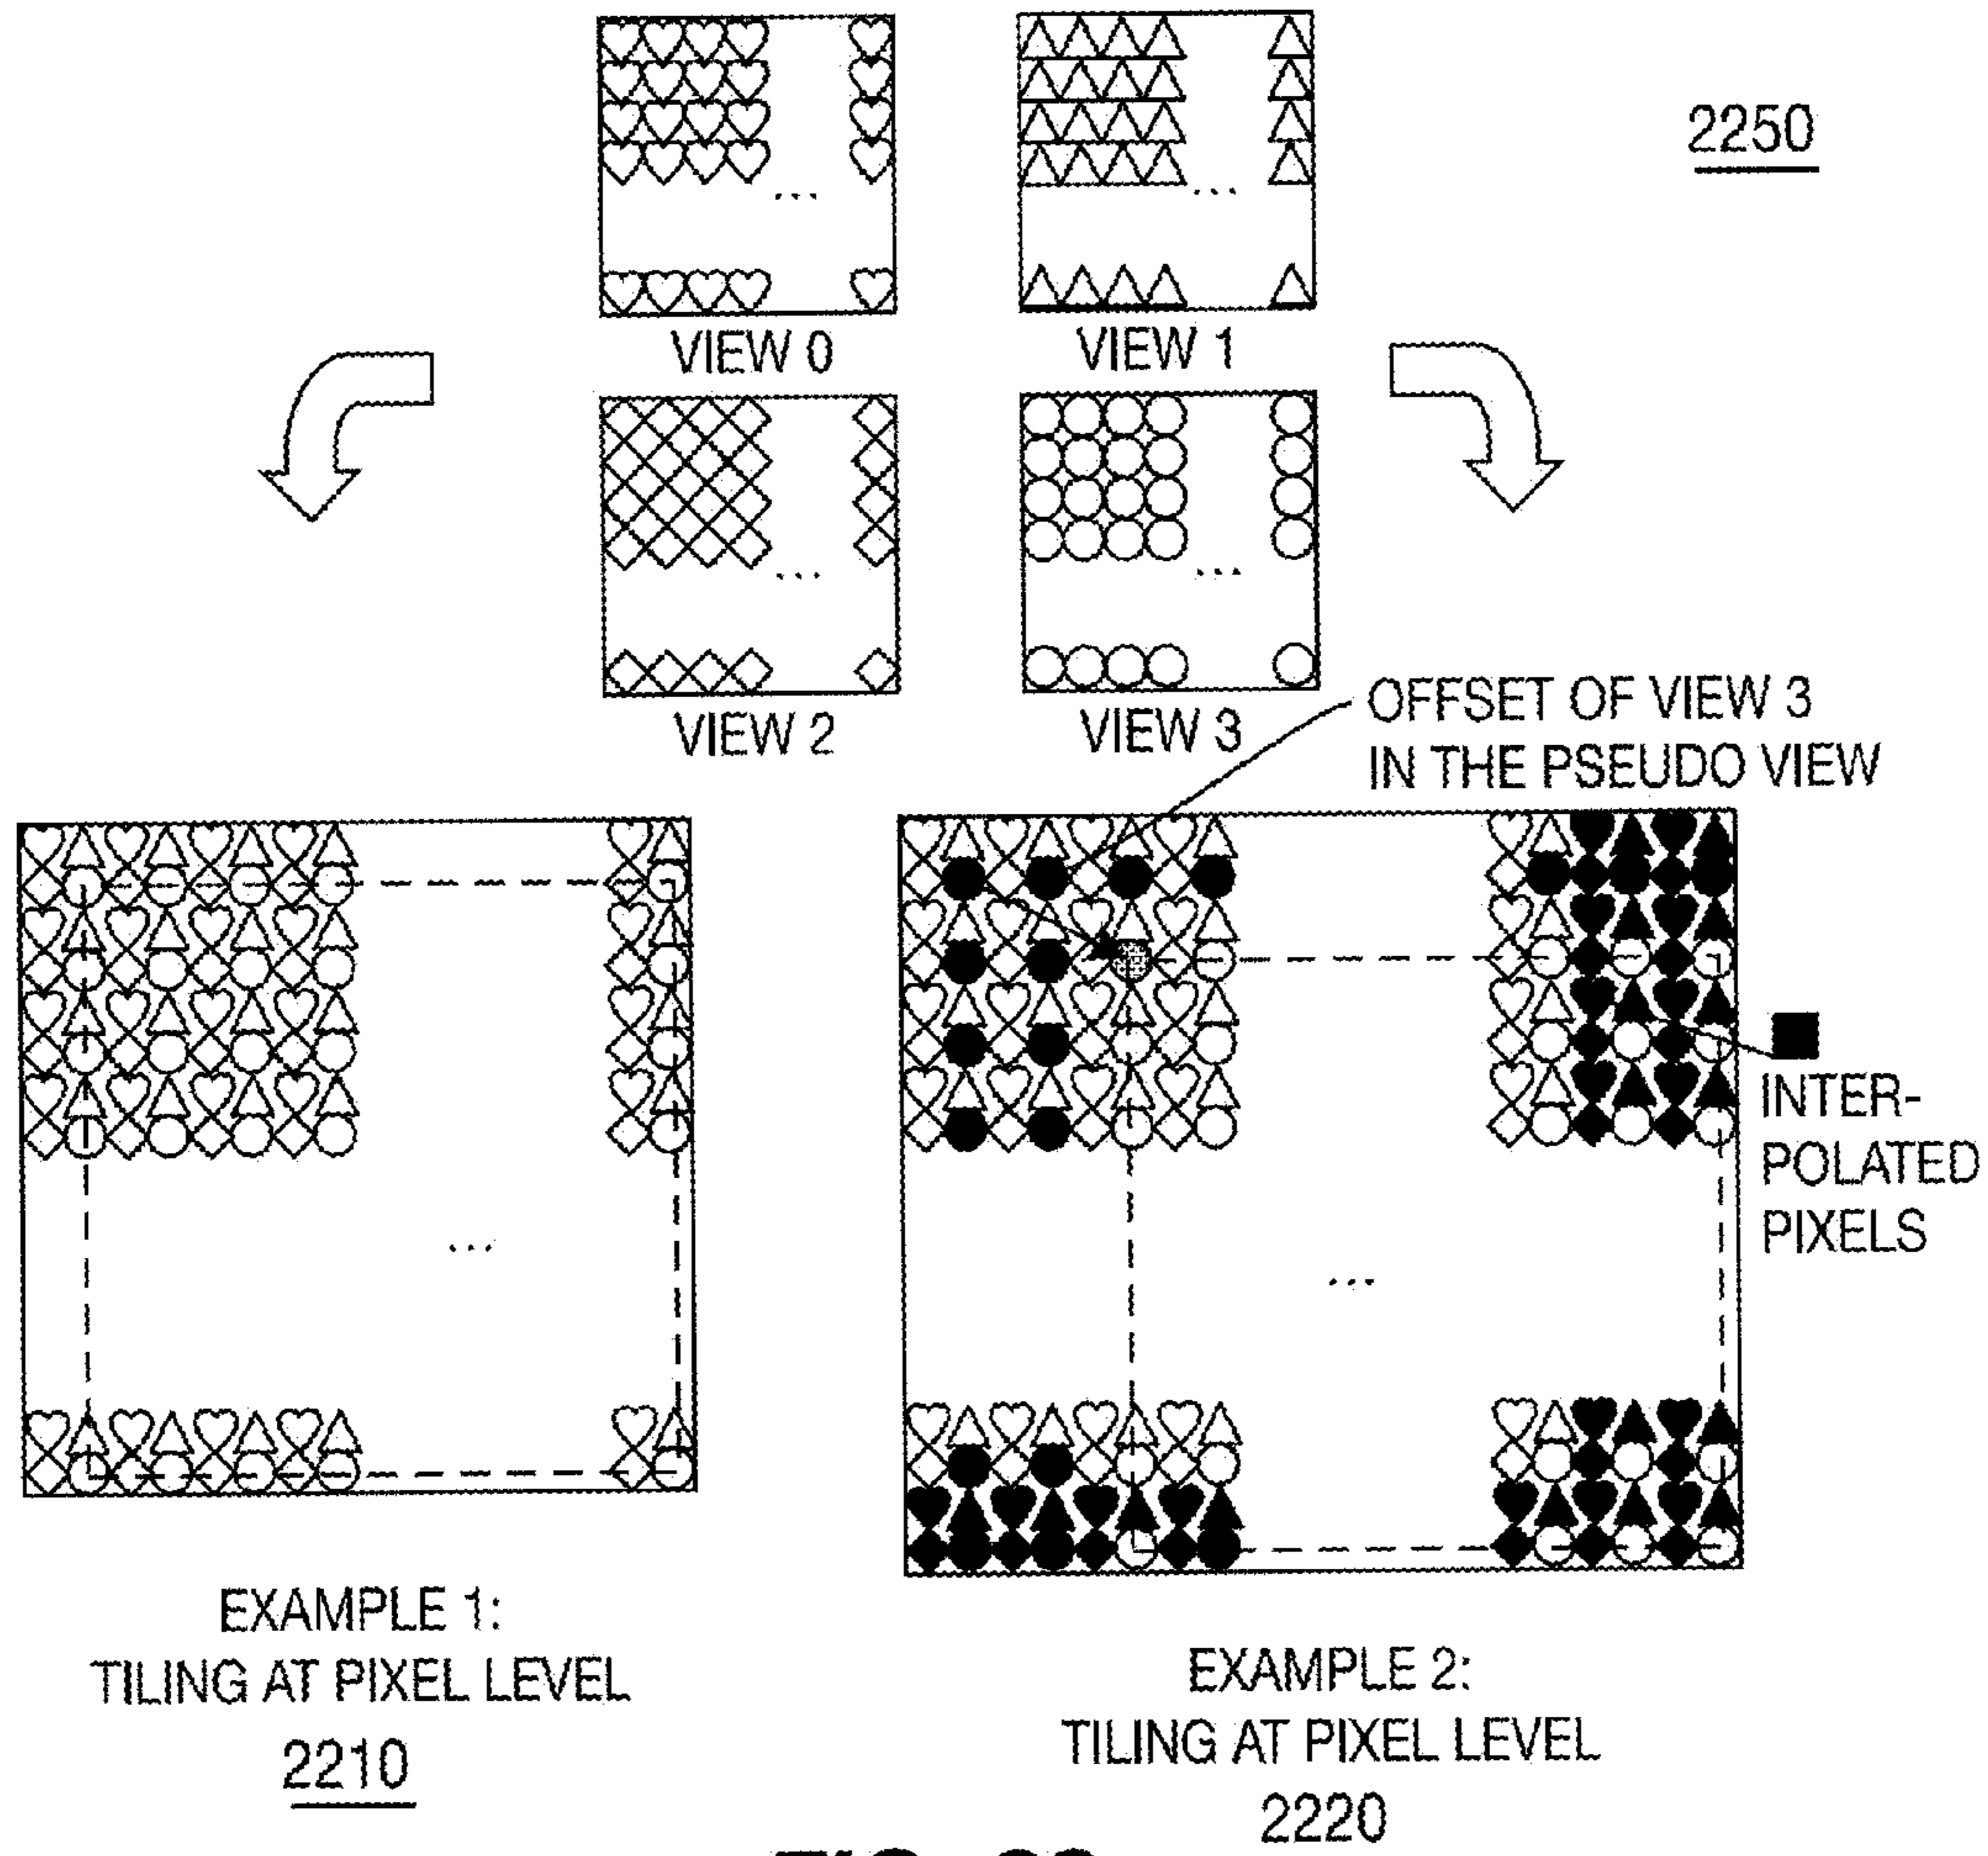 2250
VIEW 0
VIEW 1
VIEW 2
VIEW 3
OFFSET OF VIEW 3
IN THE PSEUDO VIEW
INTER-
POLATED
PIXELS
EXAMPLE 1:
TILING AT PIXEL LEVEL
2210
EXAMPLE 2:
TILING AT PIXEL LEVEL
2220